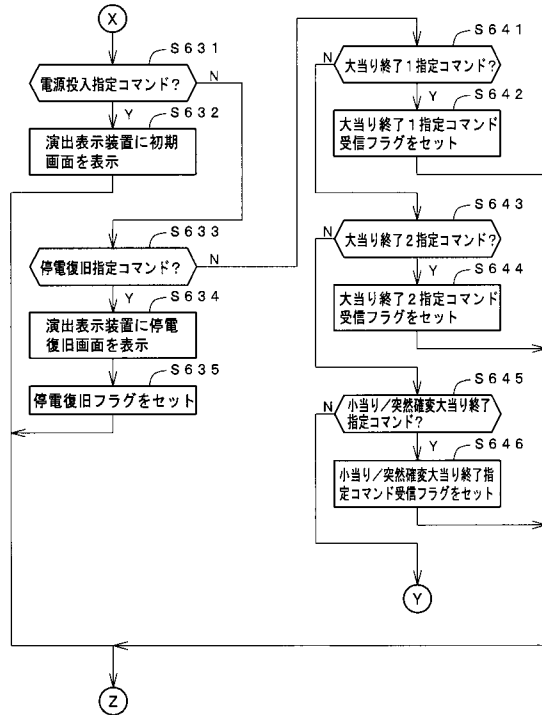 X
S631
電源投入指定コマンド?
N
Y
S632
演出表示装置に初期
画面を表示
S633
停電復旧指定コマンド?
N
Y
S634
演出表示装置に停電
復旧画面を表示
S635
停電復旧フラグをセット
S641
N
大当り終了1指定コマンド?
Y
S642
大当り終了1指定コマンド
受信フラグをセット
S643
N
大当り終了2指定コマンド?
Y
S644
大当り終了2指定コマンド
受信フラグをセット
S645
N
小当り/突然確変大当り終了
指定コマンド?
Y
S646
小当り/突然確変大当り終了指
定コマンド受信フラグをセット
Y
Z